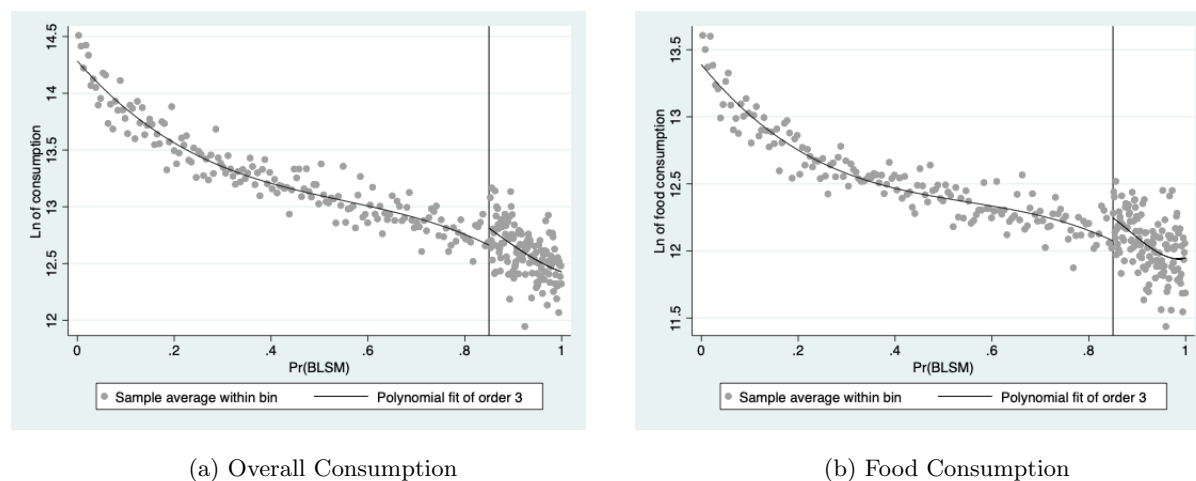 Ln of consumption
14.5
14
13.5
13
12.5
12
0
.2
.4
.6
.8
1
Pr(BLSM)
Sample average within bin
Polynomial fit of order 3
(a) Overall Consumption
Ln of food consumption
13.5
13
12.5
12
11.5
0
.2
.4
.6
.8
1
Pr(BLSM)
Sample average within bin
Polynomial fit of order 3
(b) Food Consumption